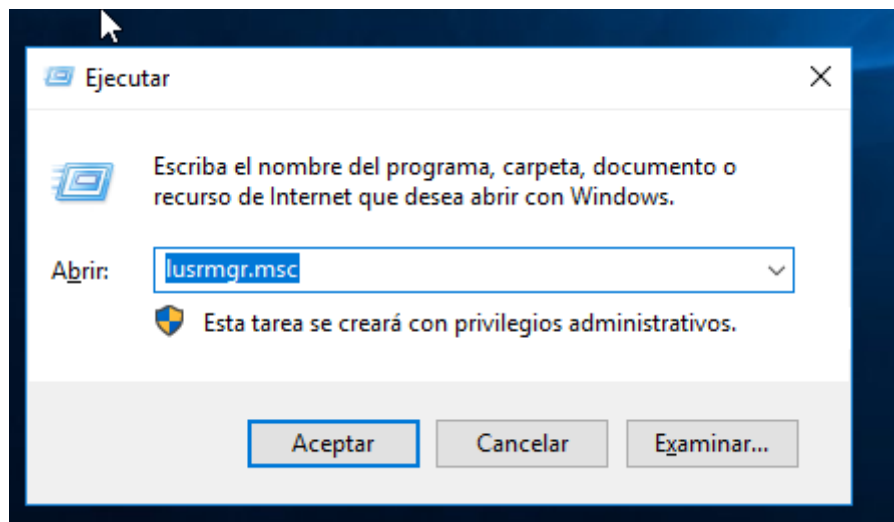 Ejecutar
Escriba el nombre del programa, carpeta, documento o
recurso de Internet que desea abrir con Windows.
Abrir:
lusrmgr.msc
Esta tarea se creará con privilegios administrativos.
Aceptar
Cancelar
Examinar...